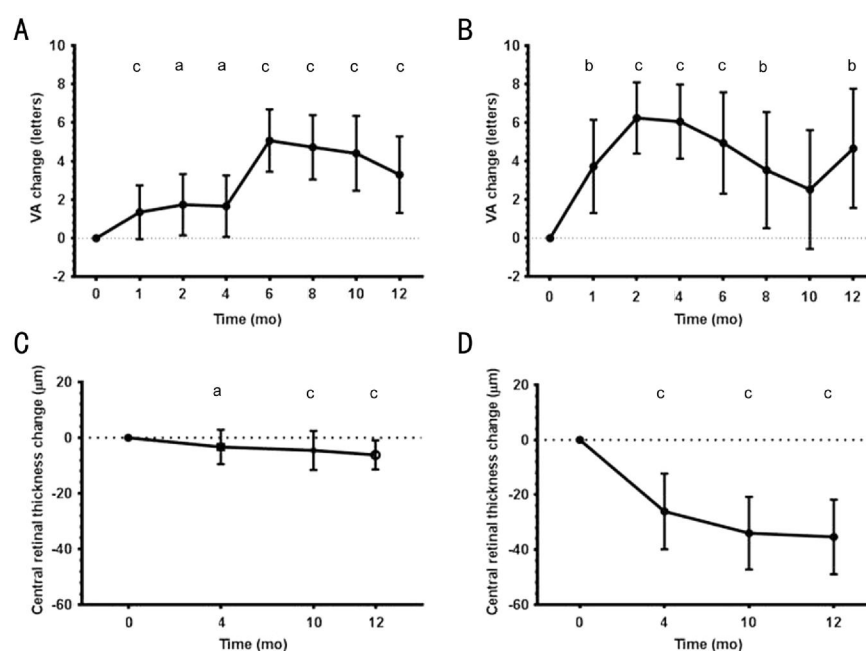 A
10
8
6
4
2
0
-2
VA change (letters)
c a a c c c c
0 1 2 4 6 8 10 12
Time (mo)
B
10
8
6
4
2
0
-2
VA change (letters)
b c c c b b
0 1 2 4 6 8 10 12
Time (mo)
C
20
0
-20
-40
-60
Central retinal thickness change (μm)
a c c
0 4 10 12
Time (mo)
D
20
0
-20
-40
-60
Central retinal thickness change (μm)
c c c
0 4 10 12
Time (mo)